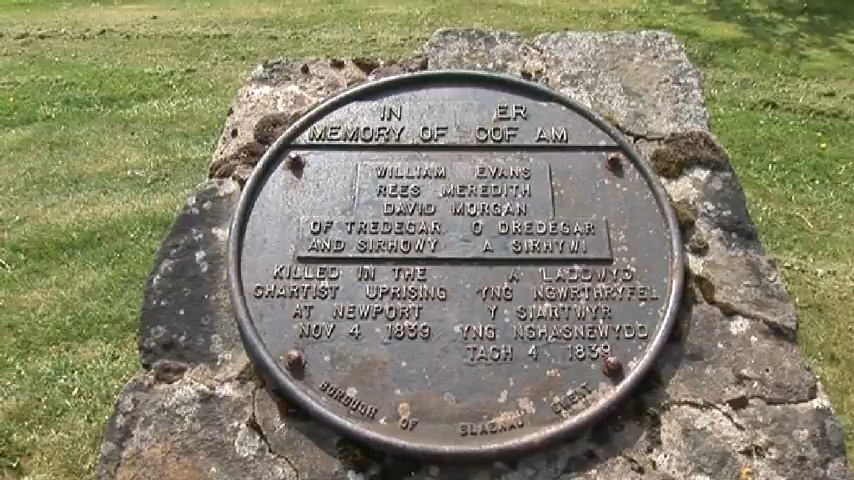 IN ER
MEMORY OF COF AM
WILLIAM EVANS
REES MEREDITH
DAVID MORGAN
OF TREDEGAR O DREDEGAR
AND SIRHOWY A SIRHYWI
KILLED IN THE A LADDWYD
CHARTIST UPRISING YNG NGWRTHRYFEL
AT NEWPORT Y SIARTWYR
NOV 4 1839 YNG NGHASNEWYDD
TACH 4 1839
BOROUGH OF BLAENAU GWENT